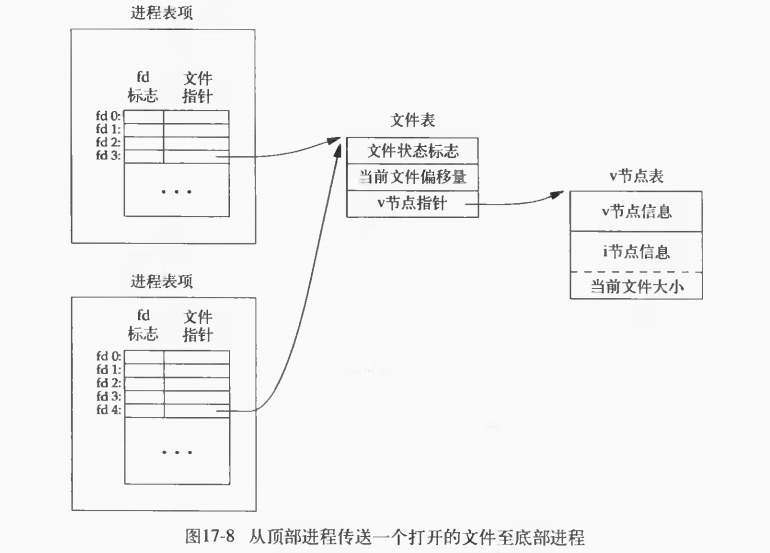 进程表项
fd 文件
标志 指针
fd 0:
fd 1:
fd 2:
fd 3:
• • •
文件表
文件状态标志
当前文件偏移量
v节点指针
v节点表
v节点信息
i节点信息
当前文件大小
进程表项
fd 文件
标志 指针
fd 0:
fd 1:
fd 2:
fd 3:
fd 4:
• • •
图17-8 从顶部进程传送一个打开的文件至底部进程